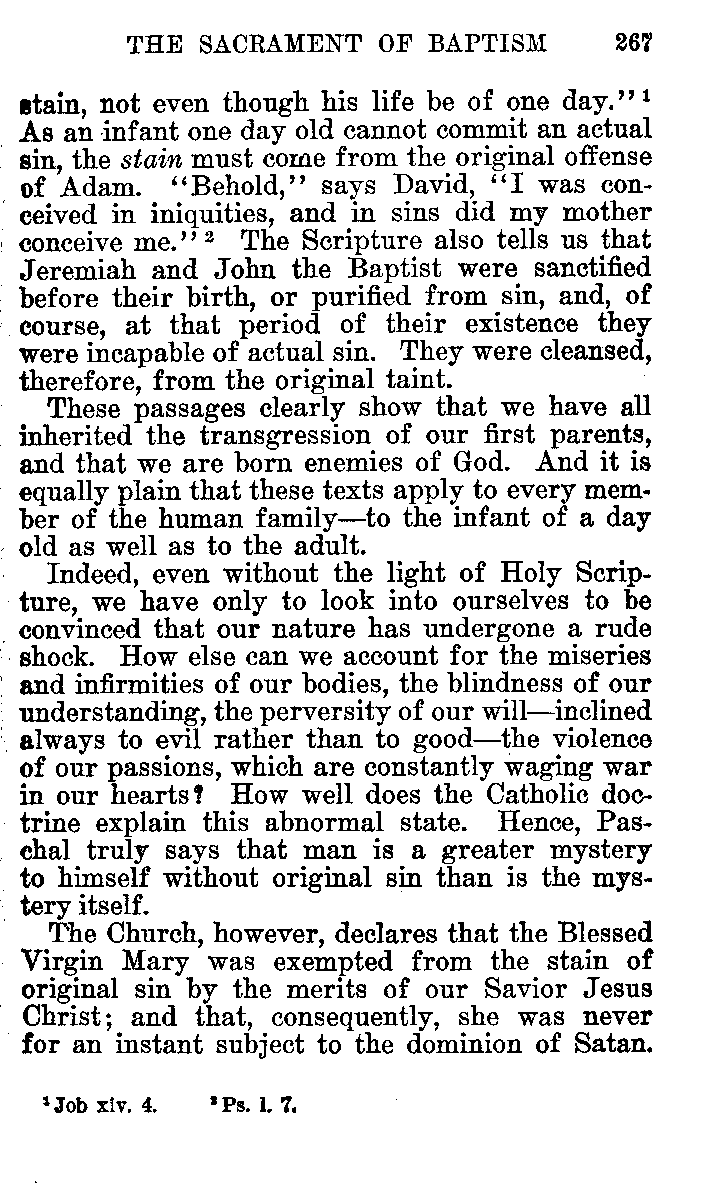 THE SACRAMENT OF BAPTISM 267
stain, not even though his life be of one day."¹
As an infant one day old cannot commit an actual
sin, the stain must come from the original offense
of Adam. "Behold," says David, "I was con-
ceived in iniquities, and in sins did my mother
conceive me."² The Scripture also tells us that
Jeremiah and John the Baptist were sanctified
before their birth, or purified from sin, and, of
course, at that period of their existence they
were incapable of actual sin. They were cleansed,
therefore, from the original taint.
These passages clearly show that we have all
inherited the transgression of our first parents,
and that we are born enemies of God. And it is
equally plain that these texts apply to every mem-
ber of the human family—to the infant of a day
old as well as to the adult.
Indeed, even without the light of Holy Scrip-
ture, we have only to look into ourselves to be
convinced that our nature has undergone a rude
shock. How else can we account for the miseries
and infirmities of our bodies, the blindness of our
understanding, the perversity of our will—inclined
always to evil rather than to good—the violence
of our passions, which are constantly waging war
in our hearts? How well does the Catholic doc-
trine explain this abnormal state. Hence, Pas-
chal truly says that man is a greater mystery
to himself without original sin than is the mys-
tery itself.
The Church, however, declares that the Blessed
Virgin Mary was exempted from the stain of
original sin by the merits of our Savior Jesus
Christ; and that, consequently, she was never
for an instant subject to the dominion of Satan.
¹Job xiv. 4. ²Ps. l. 7.